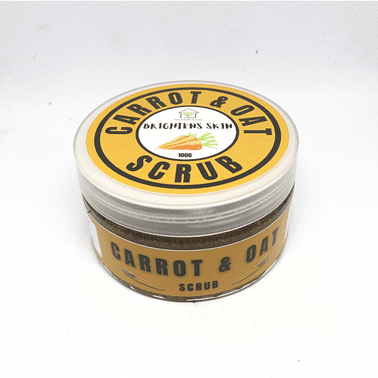 CARROT & OAT
BRIGHTENS SKIN
100G
SCRUB
CARROT & OAT
SCRUB